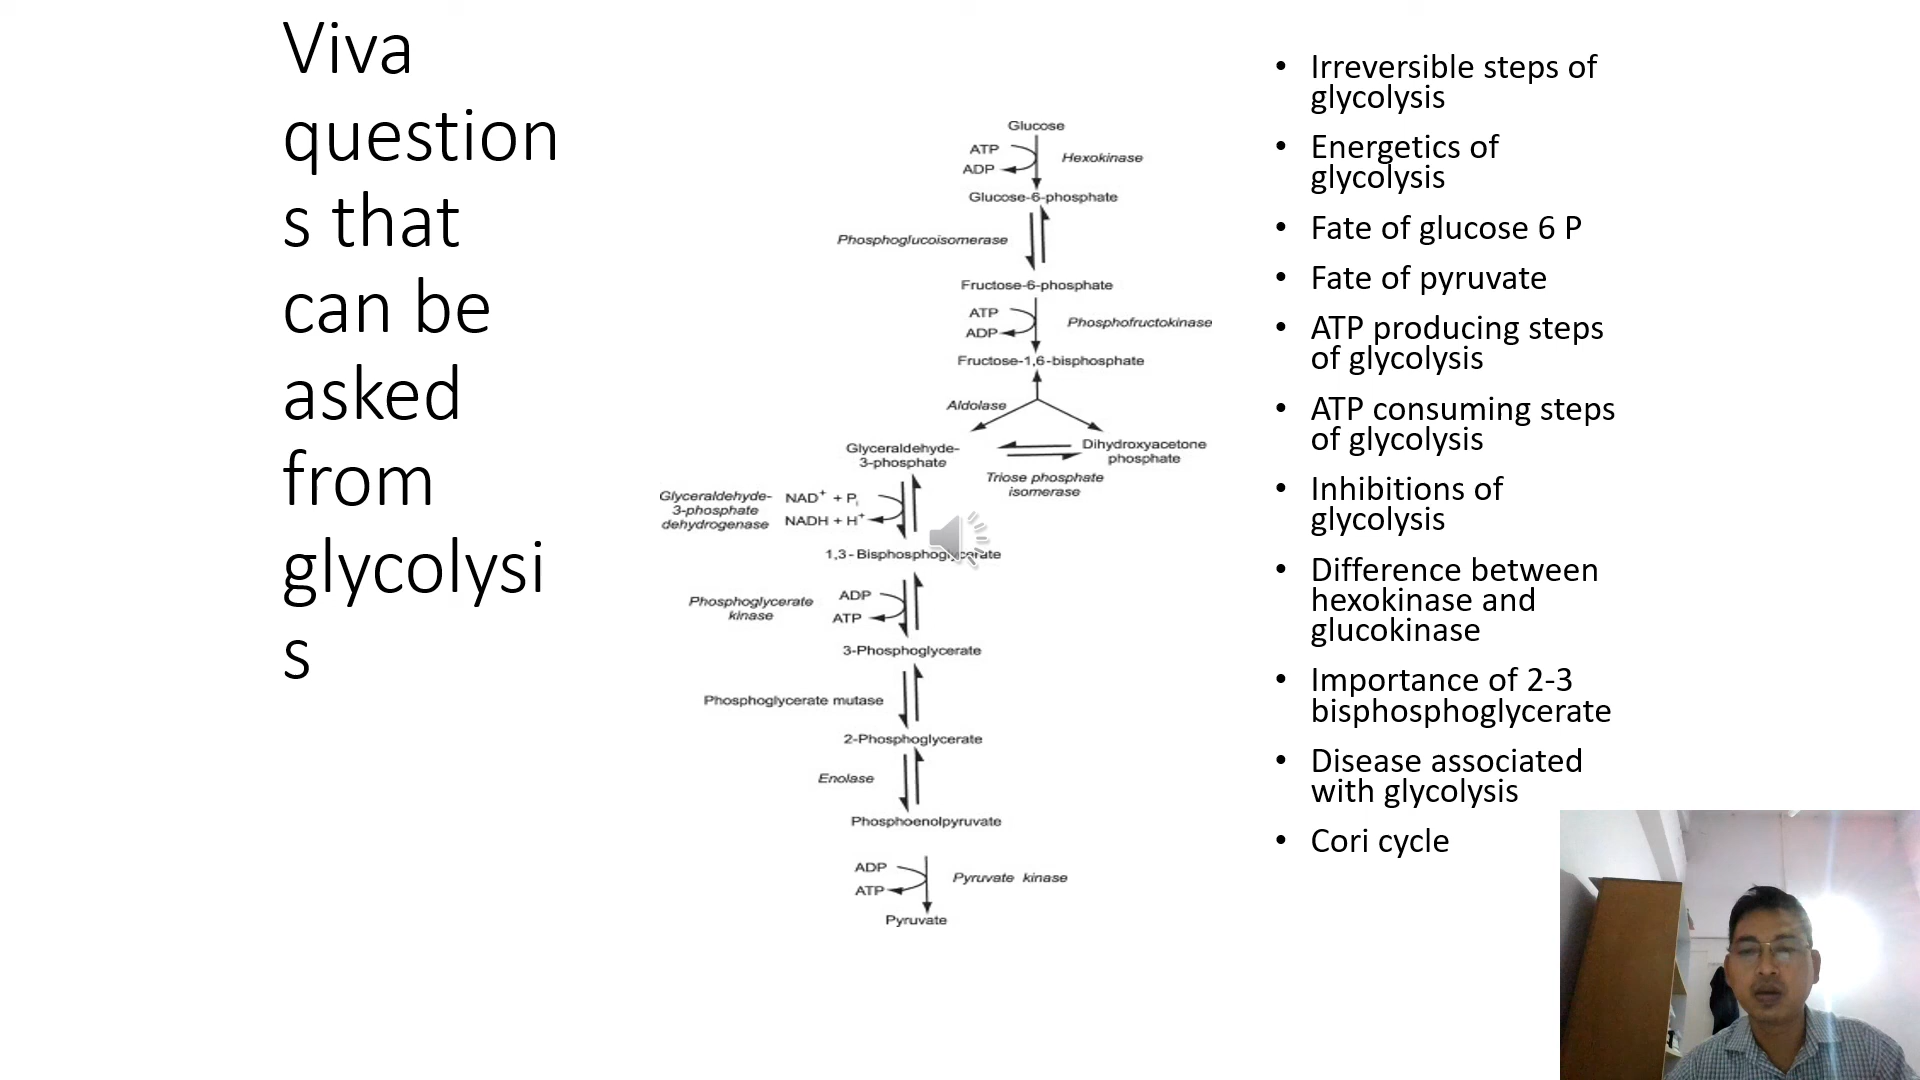 Viva
question
s that
can be
asked
from
glycolysi
s
Glucose
ATP
ADP
Hexokinase
Glucose-6-phosphate
Phosphoglucoisomerase
Fructose-6-phosphate
ATP
ADP
Phosphofructokinase
Fructose-1,6-bisphosphate
Aldolase
Glyceraldehyde-
3-phosphate
Dihydroxyacetone
phosphate
Triose phosphate
isomerase
Glyceraldehyde-
3-phosphate
dehydrogenase
NAD+ + Pi
NADH + H+
1,3-Bisphosphoglycerate
Phosphoglycerate
kinase
ADP
ATP
3-Phosphoglycerate
Phosphoglycerate mutase
2-Phosphoglycerate
Enolase
Phosphoenolpyruvate
ADP
ATP
Pyruvate kinase
Pyruvate
• Irreversible steps of
glycolysis
• Energetics of
glycolysis
• Fate of glucose 6 P
• Fate of pyruvate
• ATP producing steps
of glycolysis
• ATP consuming steps
of glycolysis
• Inhibitions of
glycolysis
• Difference between
hexokinase and
glucokinase
• Importance of 2-3
bisphosphoglycerate
• Disease associated
with glycolysis
• Cori cycle